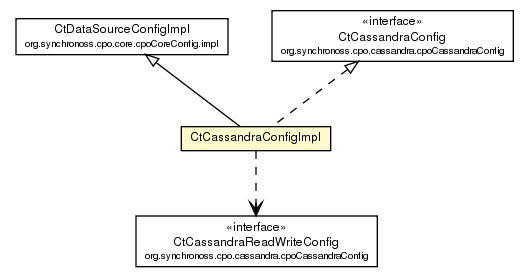 CtDataSourceConfigImpl
org.synchronoss.cpo.core.cpoCoreConfig.impl
«interface»
CtCassandraConfig
org.synchronoss.cpo.cassandra.cpoCassandraConfig
CtCassandraConfigImpl
«interface»
CtCassandraReadWriteConfig
org.synchronoss.cpo.cassandra.cpoCassandraConfig